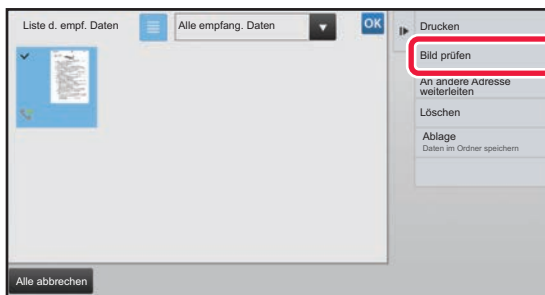 Liste d. empf. Daten
Alle empfang. Daten
OK
Drucken
Bild prüfen
An andere Adresse
weiterleiten
Löschen
Ablage
Daten im Ordner speichern
Alle abbrechen